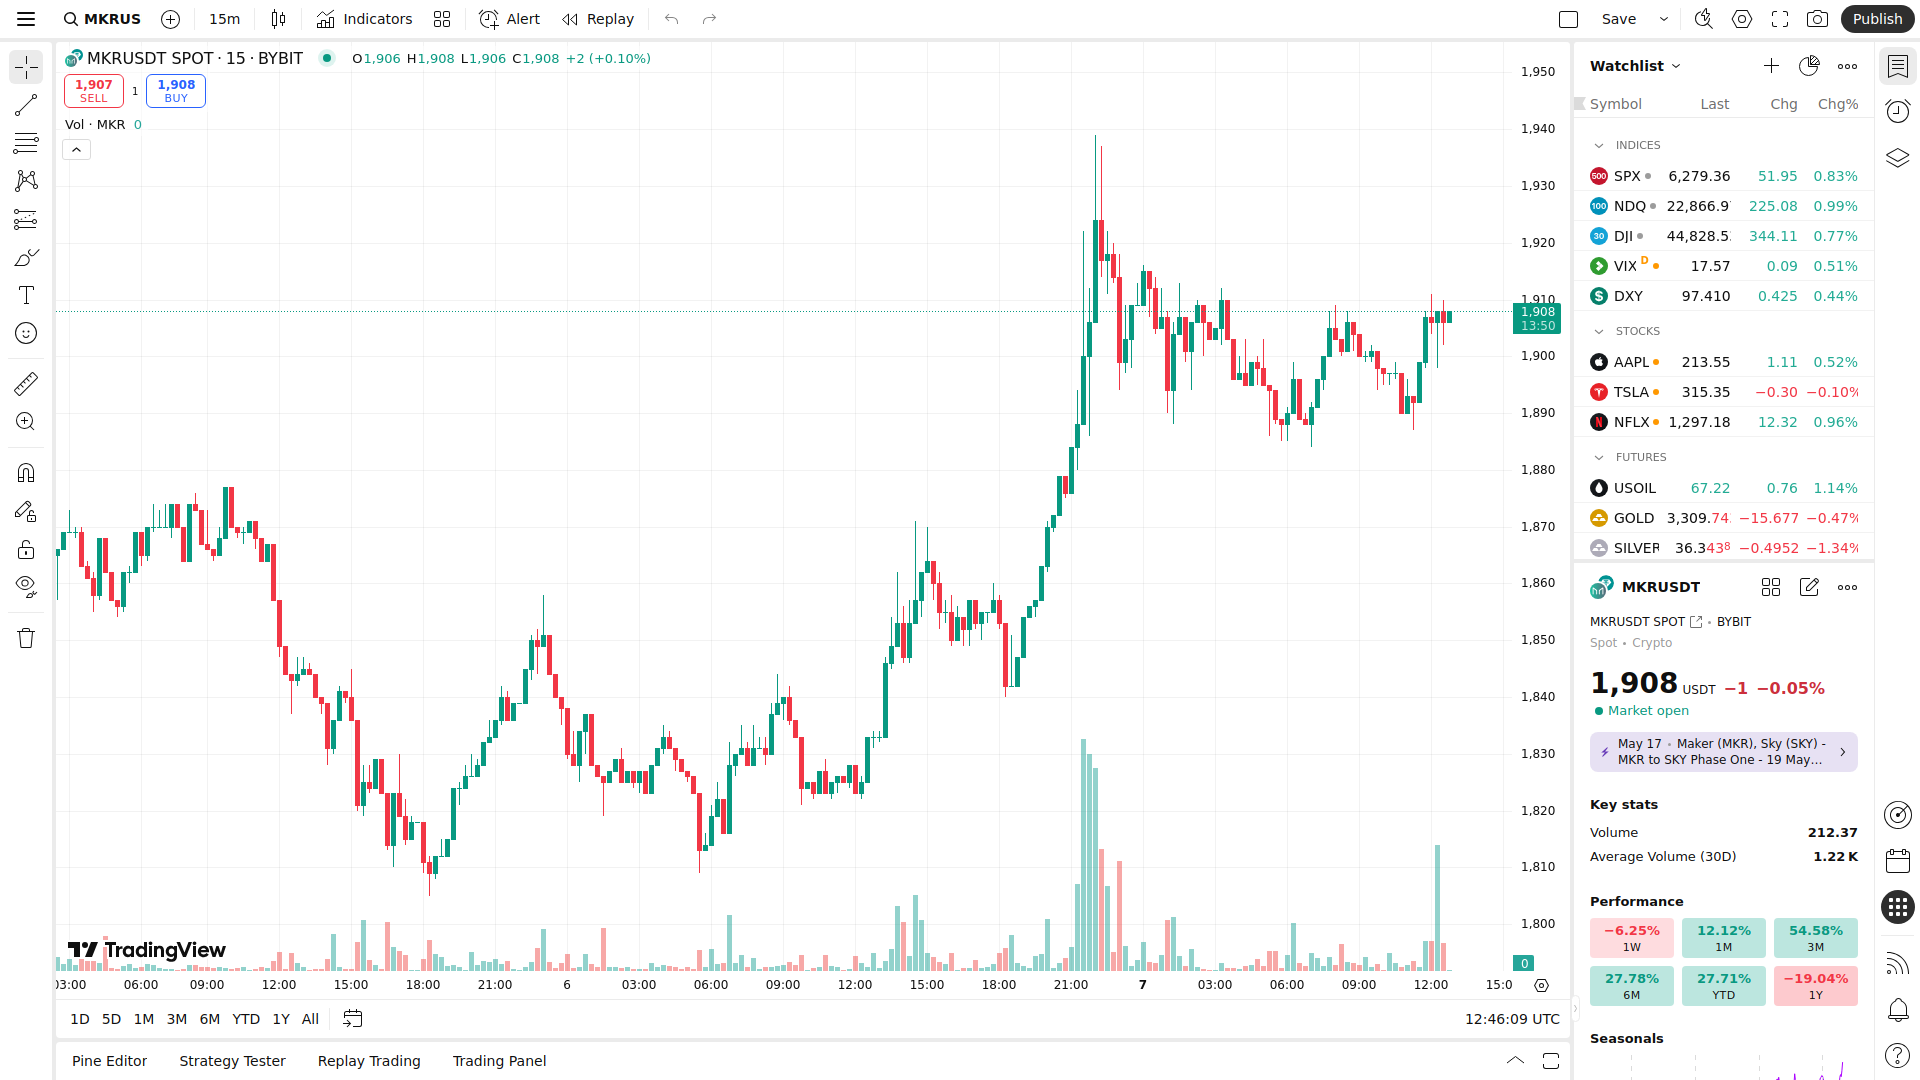 MKRUS 15m Indicators Alert Replay Save Publish
MKRUSDT SPOT · 15 · BYBIT O1,906 H1,908 L1,906 C1,908 +2 (+0.10%)
1,907 SELL 1 1,908 BUY
Vol · MKR 0
1,950
1,940
1,930
1,920
1,910
1,908
13:50
1,900
1,890
1,880
1,870
1,860
1,850
1,840
1,830
1,820
1,810
1,800
0
TradingView
03:00 06:00 09:00 12:00 15:00 18:00 21:00 6 03:00 06:00 09:00 12:00 15:00 18:00 21:00 7 03:00 06:00 09:00 12:00 15:0
1D 5D 1M 3M 6M YTD 1Y All 12:46:09 UTC
Pine Editor Strategy Tester Replay Trading Trading Panel
Watchlist
Symbol Last Chg Chg%
INDICES
500 SPX 6,279.36 51.95 0.83%
100 NDQ 22,866.9 225.08 0.99%
30 DJI 44,828.5 344.11 0.77%
VIX D 17.57 0.09 0.51%
$ DXY 97.410 0.425 0.44%
STOCKS
AAPL 213.55 1.11 0.52%
TSLA 315.35 −0.30 −0.10%
N NFLX 1,297.18 12.32 0.96%
FUTURES
USOIL 67.22 0.76 1.14%
GOLD 3,309.74 −15.677 −0.47%
SILVER 36.3438 −0.4952 −1.34%
MKRUSDT
MKRUSDT SPOT • BYBIT
Spot • Crypto
1,908 USDT −1 −0.05%
Market open
May 17 • Maker (MKR), Sky (SKY) -
MKR to SKY Phase One - 19 May...
Key stats
Volume 212.37
Average Volume (30D) 1.22 K
Performance
−6.25% 12.12% 54.58%
1W 1M 3M
27.78% 27.71% −19.04%
6M YTD 1Y
Seasonals